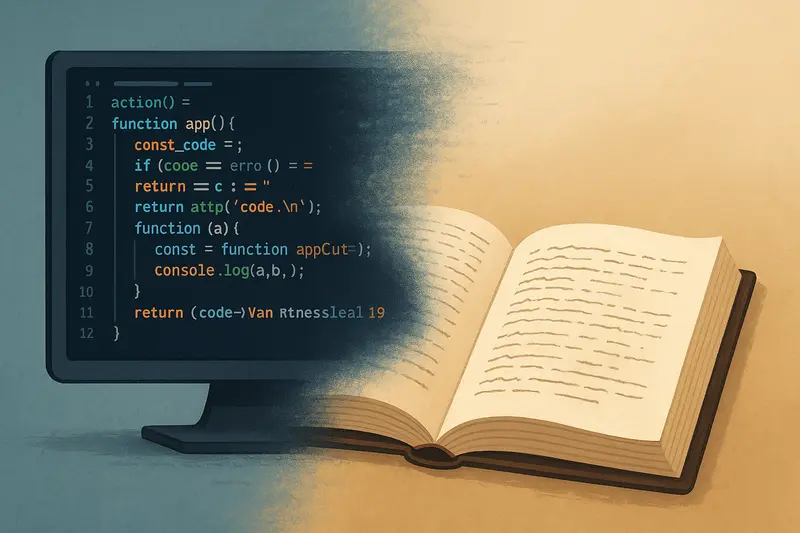 1 action() =
2 function app() {
3 const_code = ;
4 if (cooe == erro () = =
5 return == c : = "
6 return attp('code.\n');
7 function (a) {
8 const = function appCut=);
9 console.log(a,b,);
10 }
11 return (code-)Van Rtnessleal 19
12 }